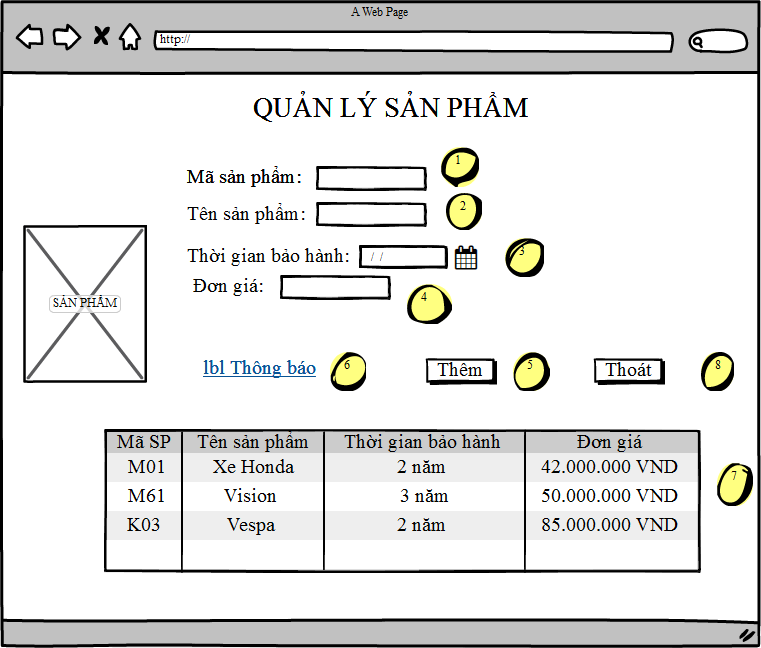 A Web Page
http://
QUẢN LÝ SẢN PHẨM
Mã sản phẩm:
1
Tên sản phẩm:
2
Thời gian bảo hành: / /
3
Đơn giá:
4
SẢN PHẨM
lbl Thông báo
6
Thêm
5
Thoát
8
Mã SP Tên sản phẩm Thời gian bảo hành Đơn giá
M01 Xe Honda 2 năm 42.000.000 VND
7
M61 Vision 3 năm 50.000.000 VND
K03 Vespa 2 năm 85.000.000 VND